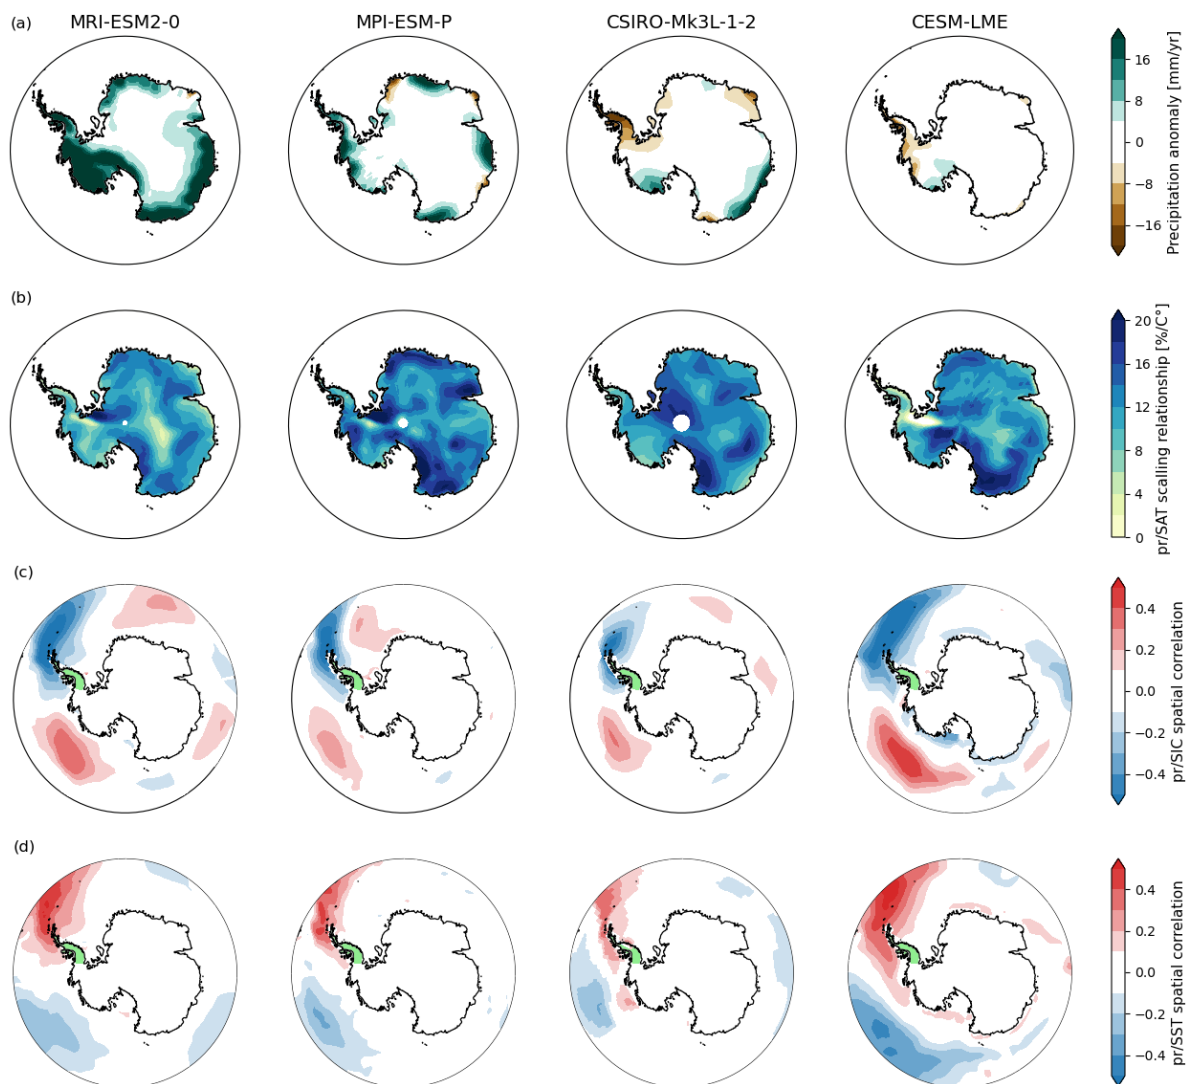 (a)
MRI-ESM2-0
MPI-ESM-P
CSIRO-Mk3L-1-2
CESM-LME
16
8
0
−8
−16
Precipitation anomaly [mm/yr]
(b)
20
16
12
8
4
0
pr/SAT scalling relationship [%/C°]
(c)
0.4
0.2
0.0
−0.2
−0.4
pr/SIC spatial correlation
(d)
0.4
0.2
0.0
−0.2
−0.4
pr/SST spatial correlation